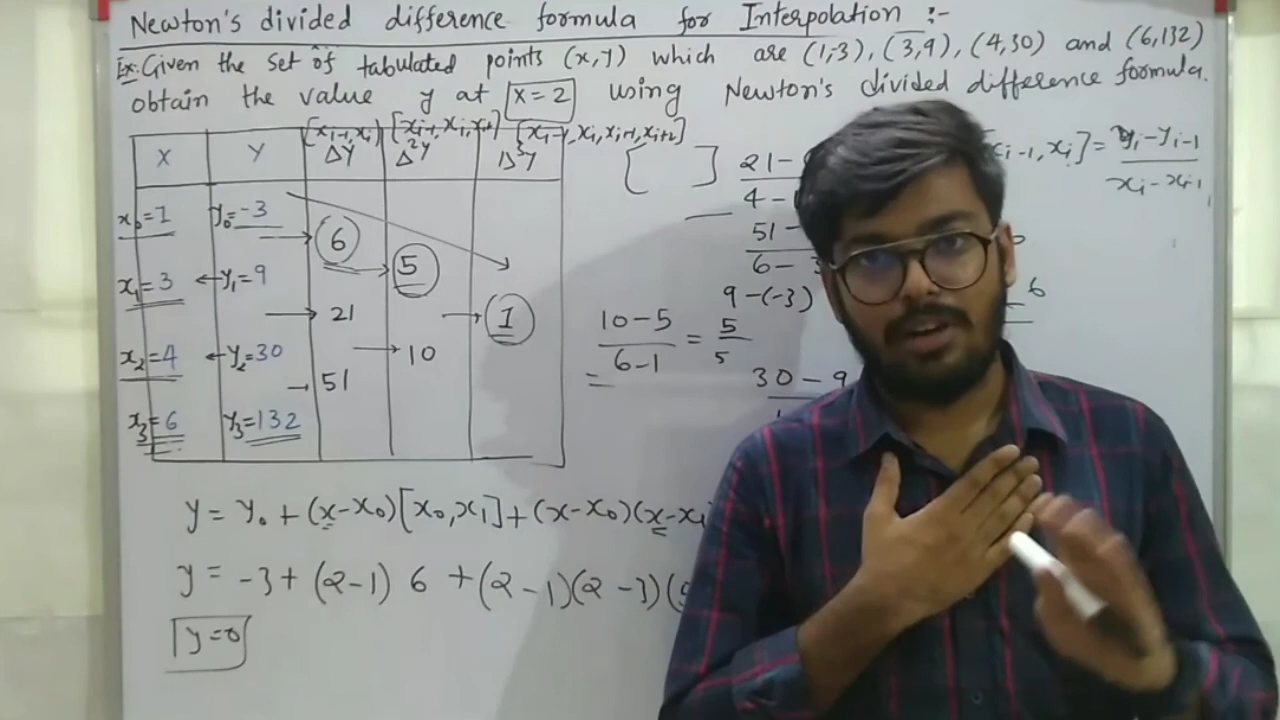 Newton's divided difference formula for Interpolation :-
Ex:- Given the set of tabulated points (x,y) which are (1,-3), (3,9), (4,30) and (6,132)
obtain the value y at x=2 using Newton's divided difference formula.
[xi-1, xi] [xi-1, xi, xi+1] [xi-1, xi, xi+1, xi+2]
X Y ΔY Δ²Y Δ³Y
x₀=1 y₀=-3
6
x₁=3 y₁=9 5
21 1
x₂=4 y₂=30 10
51
x₃=6 y₃=132
[ ]
21-
4-
51-
6-3
9-(-3)
10-5 / 6-1 = 5/5
30-9
xi-1, xi] = yi-yi-1 / xi-xi-1
6
y = y₀ + (x-x₀)[x₀,x₁] + (x-x₀)(x-x₁
y = -3 + (2-1) 6 + (2-1)(2-3)(5
y=0